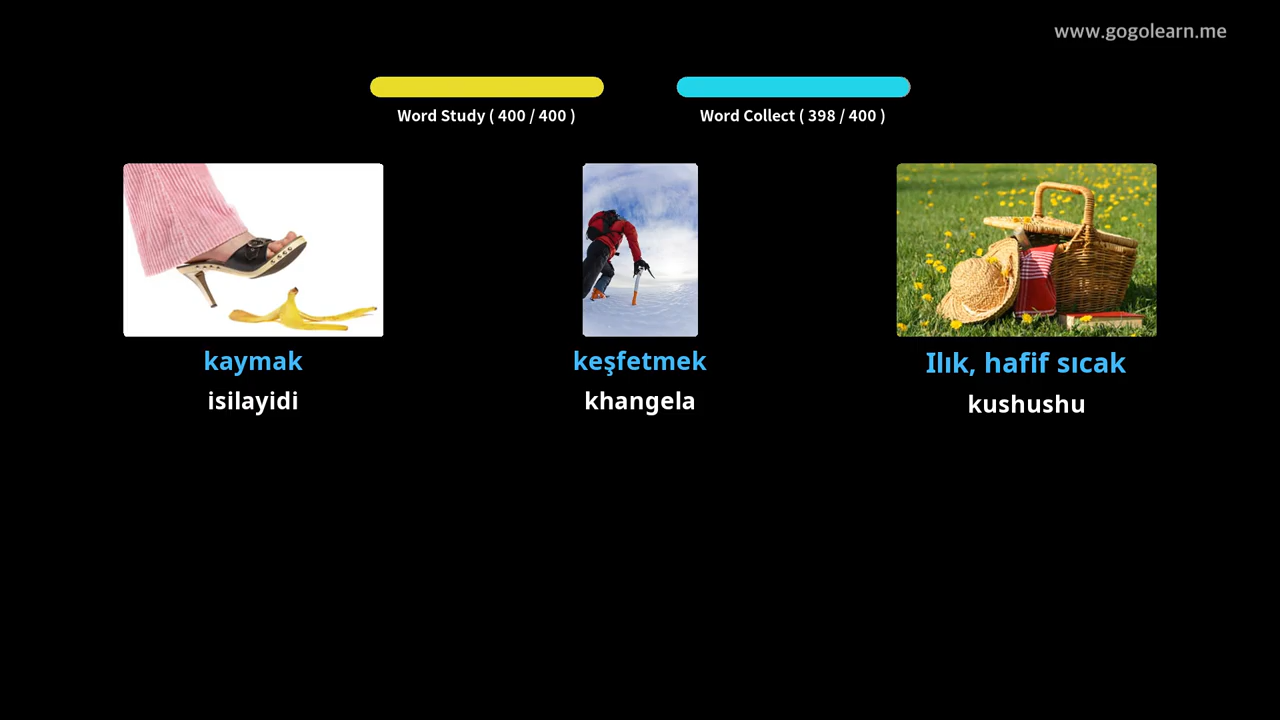 www.gogolearn.me
Word Study ( 400 / 400 )
Word Collect ( 398 / 400 )
kaymak
keşfetmek
Ilık, hafif sıcak
isilayidi
khangela
kushushu